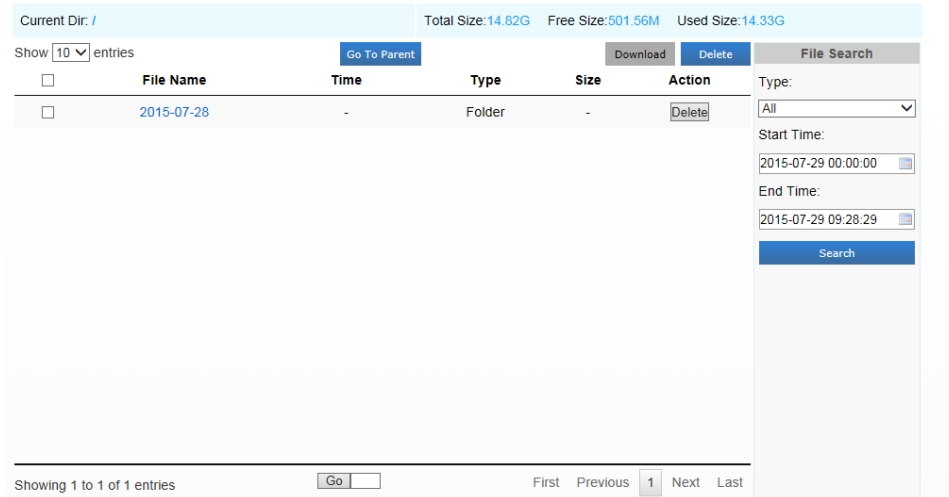 Current Dir: / Total Size:14.82G Free Size:501.56M Used Size:14.33G
Show 10 entries Go To Parent Download Delete File Search
File Name Time Type Size Action
Type:
2015-07-28 - Folder - Delete
All
Start Time:
2015-07-29 00:00:00
End Time:
2015-07-29 09:28:29
Search
Showing 1 to 1 of 1 entries Go First Previous 1 Next Last